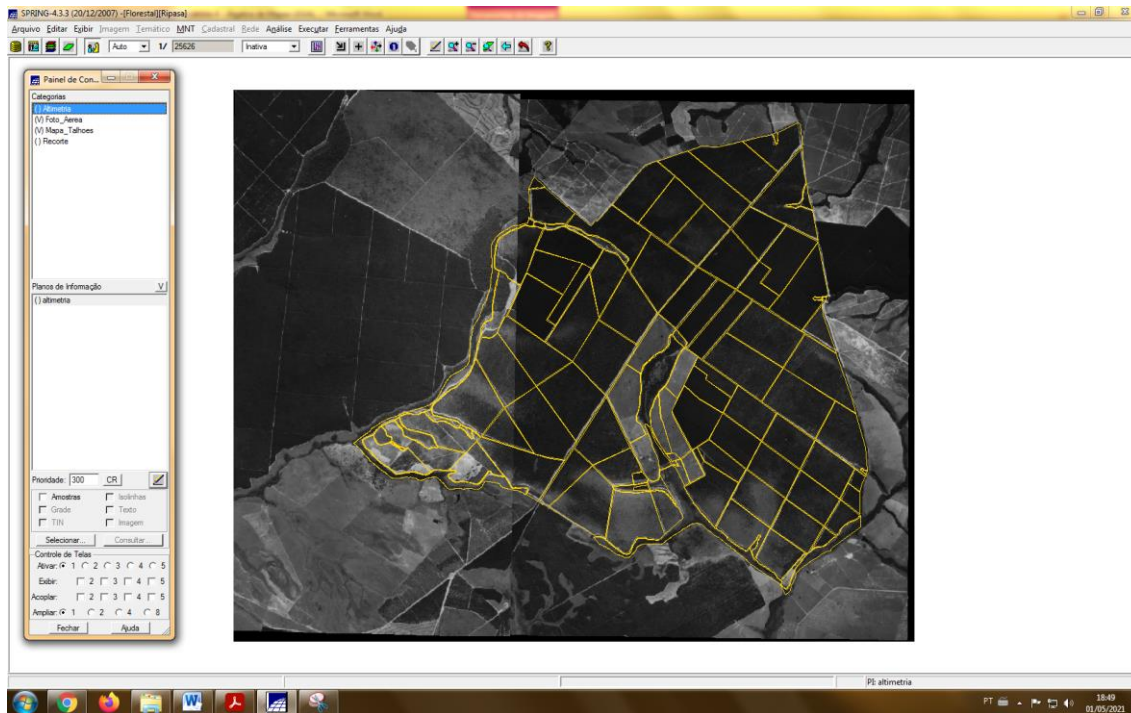 SPRING-4.3.3 (20/12/2007) -[Florestal][Ripasa]
Arquivo Editar Exibir Imagem Temático MNT Cadastral Rede Análise Executar Ferramentas Ajuda
Auto 1/ 25626 Inativa
Painel de Con...
Categorias
( ) Altimetria
(V) Foto_Aerea
(V) Mapa_Talhoes
( ) Recorte
Planos de Informação V
( ) altimetria
Prioridade: 300 CR
Amostras Isolinhas
Grade Texto
TIN Imagem
Selecionar... Consultar...
Controle de Telas
Ativar: 1 2 3 4 5
Exibir: 2 3 4 5
Acoplar: 2 3 4 5
Ampliar: 1 2 4 8
Fechar Ajuda
PI: altimetria
PT 18:49
01/05/2021